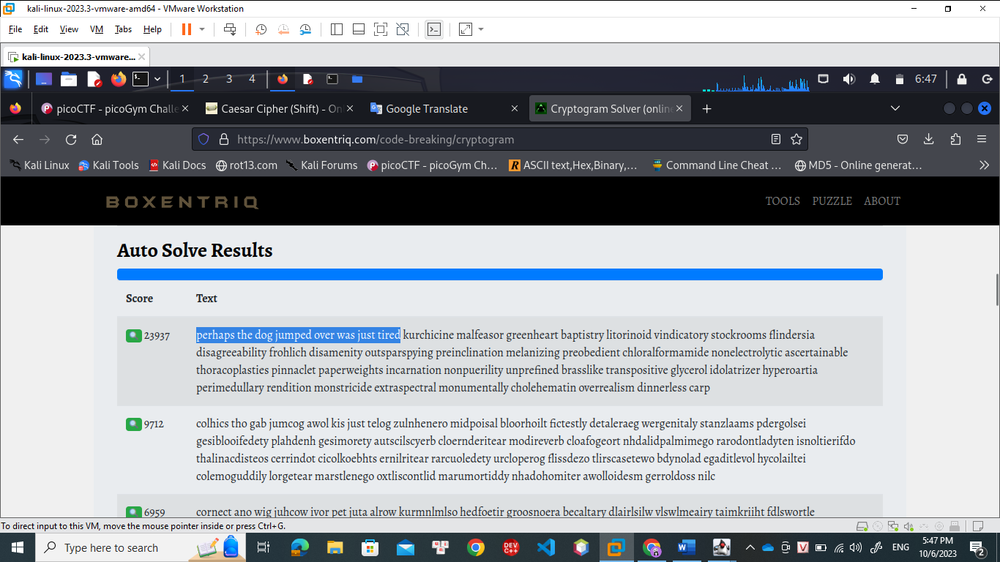 kali-linux-2023.3-vmware-amd64 - VMware Workstation
File Edit View VM Tabs Help
kali-linux-2023.3-vmware...
1 2 3 4 6:47
picoCTF - picoGym Challe Caesar Cipher (Shift) - On Google Translate Cryptogram Solver (online
https://www.boxentriq.com/code-breaking/cryptogram
Kali Linux Kali Tools Kali Docs rot13.com Kali Forums picoCTF - picoGym Ch... ASCII text,Hex,Binary,... Command Line Cheat ... MD5 - Online generat...
BOXENTRIQ TOOLS PUZZLE ABOUT
Auto Solve Results
Score Text
23937 perhaps the dog jumped over was just tired kurchicine malfeasor greenheart baptistry litorinoid vindicatory stockrooms flindersia
disagreeability frohlich disamenity outsparspying preinclination melanizing preobedient chloralformamide nonelectrolytic ascertainable
thoracoplasties pinnaclet paperweights incarnation nonpuerility unprefined brasslike transpositive glycerol idolatrizer hyperoartia
perimedullary rendition monstricide extraspectral monumentally cholehematin overrealism dinnerless carp
9712 colhics tho gab jumcog awol kis just telog zulnhenero midpoisal bloorhoilt fictestly detaleraeg wergenitaly stanzlaams pdergolsei
gesiblooifedety plahdenh gesimorety autscilscyerb cloernderitear modireverb cloafogeort nhdalidpalmimego rarodontladyten isnoltierifdo
thalinacdisteos cerrindot cicolkoebhts ernilritear rarcuoledety urcloperog flissdezo tlirscasetewo bdynolad egaditlevol hycolailtei
colemoguddily lorgetear marstlenego oxtliscontlid marumortiddy nhadohomiter awolloidesm gerroldoss nilc
6959 cornect ano wig juhcow ivor pet juta alrow kurmnlmlso hedfoetir groosnoera becaltary dlairlsilw vlswlmeairy taimkriiht fdlswortle
To direct input to this VM, move the mouse pointer inside or press Ctrl+G.
Type here to search
DEV C++
ENG
5:47 PM
10/6/2023
2